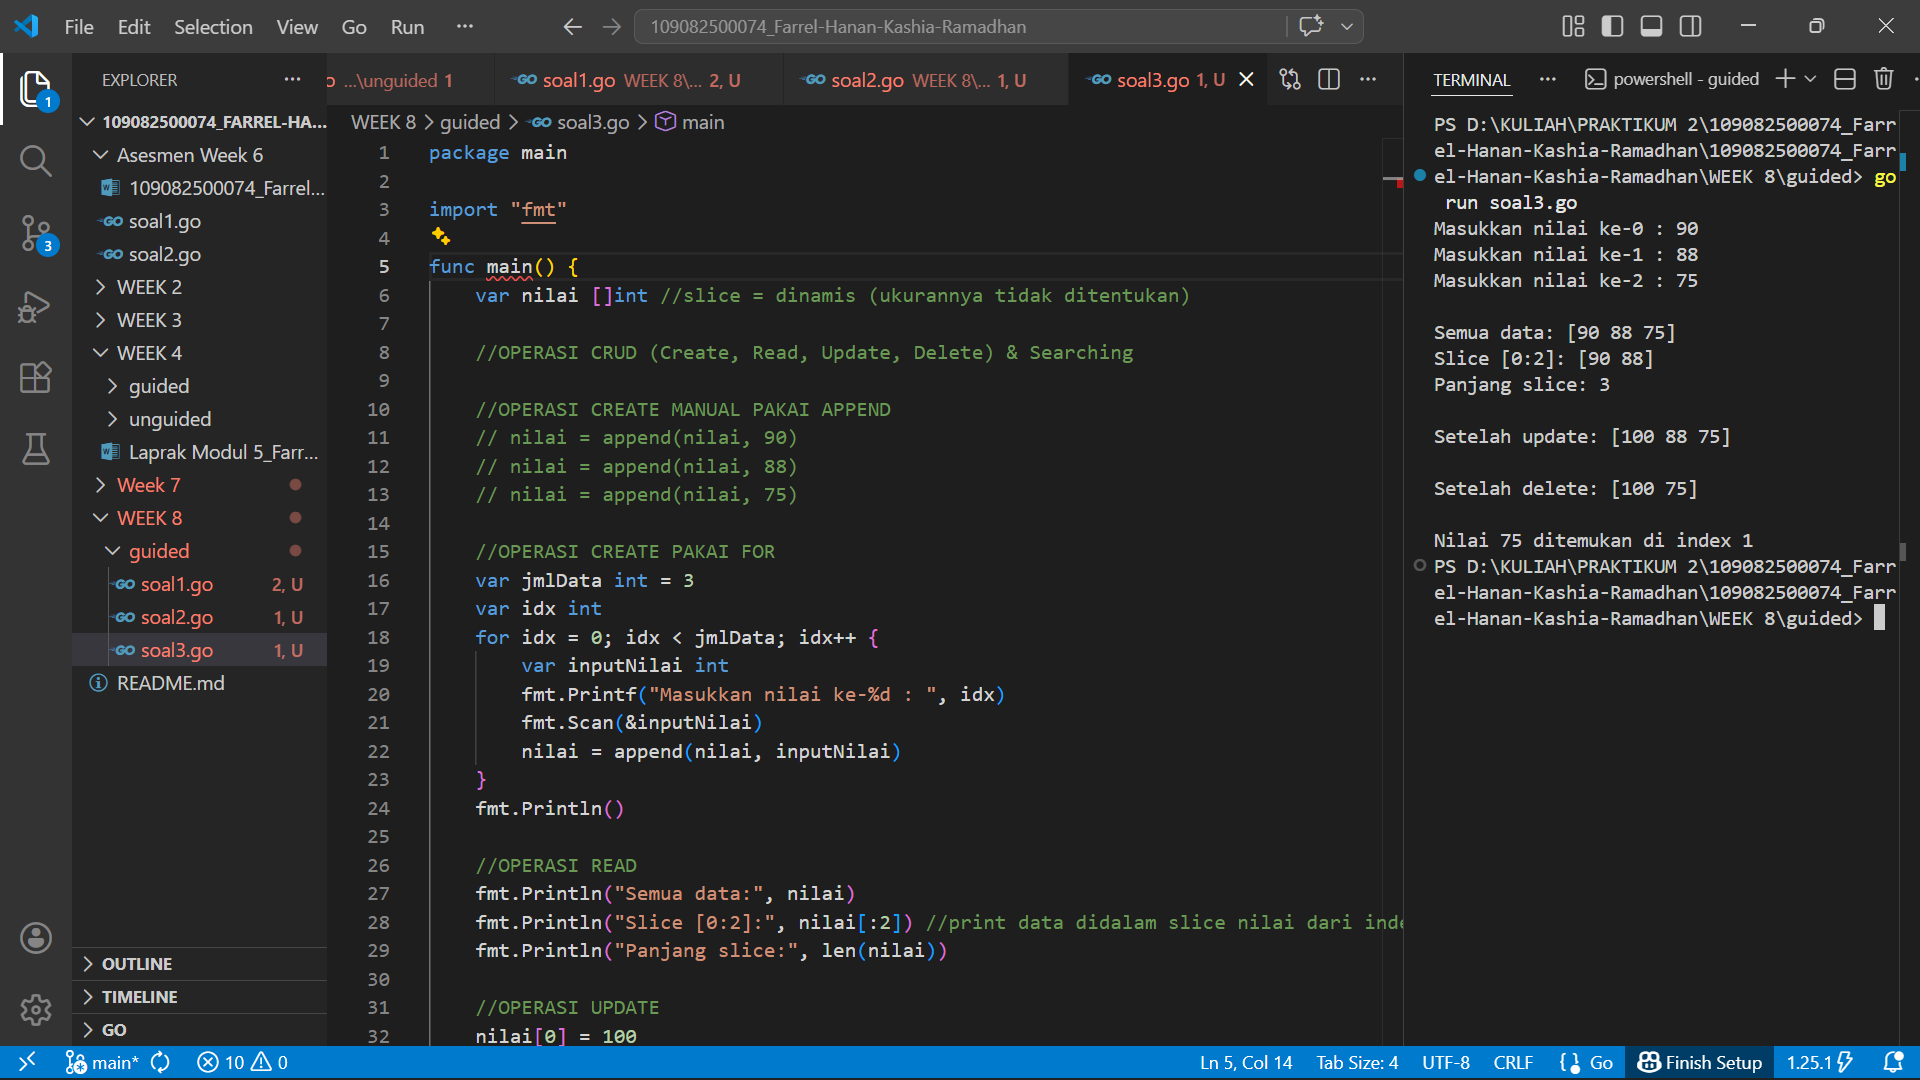 File Edit Selection View Go Run ··· 109082500074_Farrel-Hanan-Kashia-Ramadhan
EXPLORER ···
109082500074_FARREL-HA...
Asesmen Week 6
109082500074_Farrel...
soal1.go
soal2.go
WEEK 2
WEEK 3
WEEK 4
guided
unguided
Laprak Modul 5_Farr...
Week 7
WEEK 8
guided
soal1.go 2, U
soal2.go 1, U
soal3.go 1, U
README.md
OUTLINE
TIMELINE
GO
o ...\unguided 1 soal1.go WEEK 8\... 2, U soal2.go WEEK 8\... 1, U soal3.go 1, U
WEEK 8 > guided > soal3.go > main
1 package main
2
3 import "fmt"
4
5 func main() {
6 var nilai []int //slice = dinamis (ukurannya tidak ditentukan)
7
8 //OPERASI CRUD (Create, Read, Update, Delete) & Searching
9
10 //OPERASI CREATE MANUAL PAKAI APPEND
11 // nilai = append(nilai, 90)
12 // nilai = append(nilai, 88)
13 // nilai = append(nilai, 75)
14
15 //OPERASI CREATE PAKAI FOR
16 var jmlData int = 3
17 var idx int
18 for idx = 0; idx < jmlData; idx++ {
19 var inputNilai int
20 fmt.Printf("Masukkan nilai ke-%d : ", idx)
21 fmt.Scan(&inputNilai)
22 nilai = append(nilai, inputNilai)
23 }
24 fmt.Println()
25
26 //OPERASI READ
27 fmt.Println("Semua data:", nilai)
28 fmt.Println("Slice [0:2]:", nilai[:2]) //print data didalam slice nilai dari inde
29 fmt.Println("Panjang slice:", len(nilai))
30
31 //OPERASI UPDATE
32 nilai[0] = 100
TERMINAL ··· powershell - guided
PS D:\KULIAH\PRAKTIKUM 2\109082500074_Farr
el-Hanan-Kashia-Ramadhan\109082500074_Farr
el-Hanan-Kashia-Ramadhan\WEEK 8\guided> go
run soal3.go
Masukkan nilai ke-0 : 90
Masukkan nilai ke-1 : 88
Masukkan nilai ke-2 : 75
Semua data: [90 88 75]
Slice [0:2]: [90 88]
Panjang slice: 3
Setelah update: [100 88 75]
Setelah delete: [100 75]
Nilai 75 ditemukan di index 1
PS D:\KULIAH\PRAKTIKUM 2\109082500074_Farr
el-Hanan-Kashia-Ramadhan\109082500074_Farr
el-Hanan-Kashia-Ramadhan\WEEK 8\guided>
main* 10 0 Ln 5, Col 14 Tab Size: 4 UTF-8 CRLF {} Go Finish Setup 1.25.1